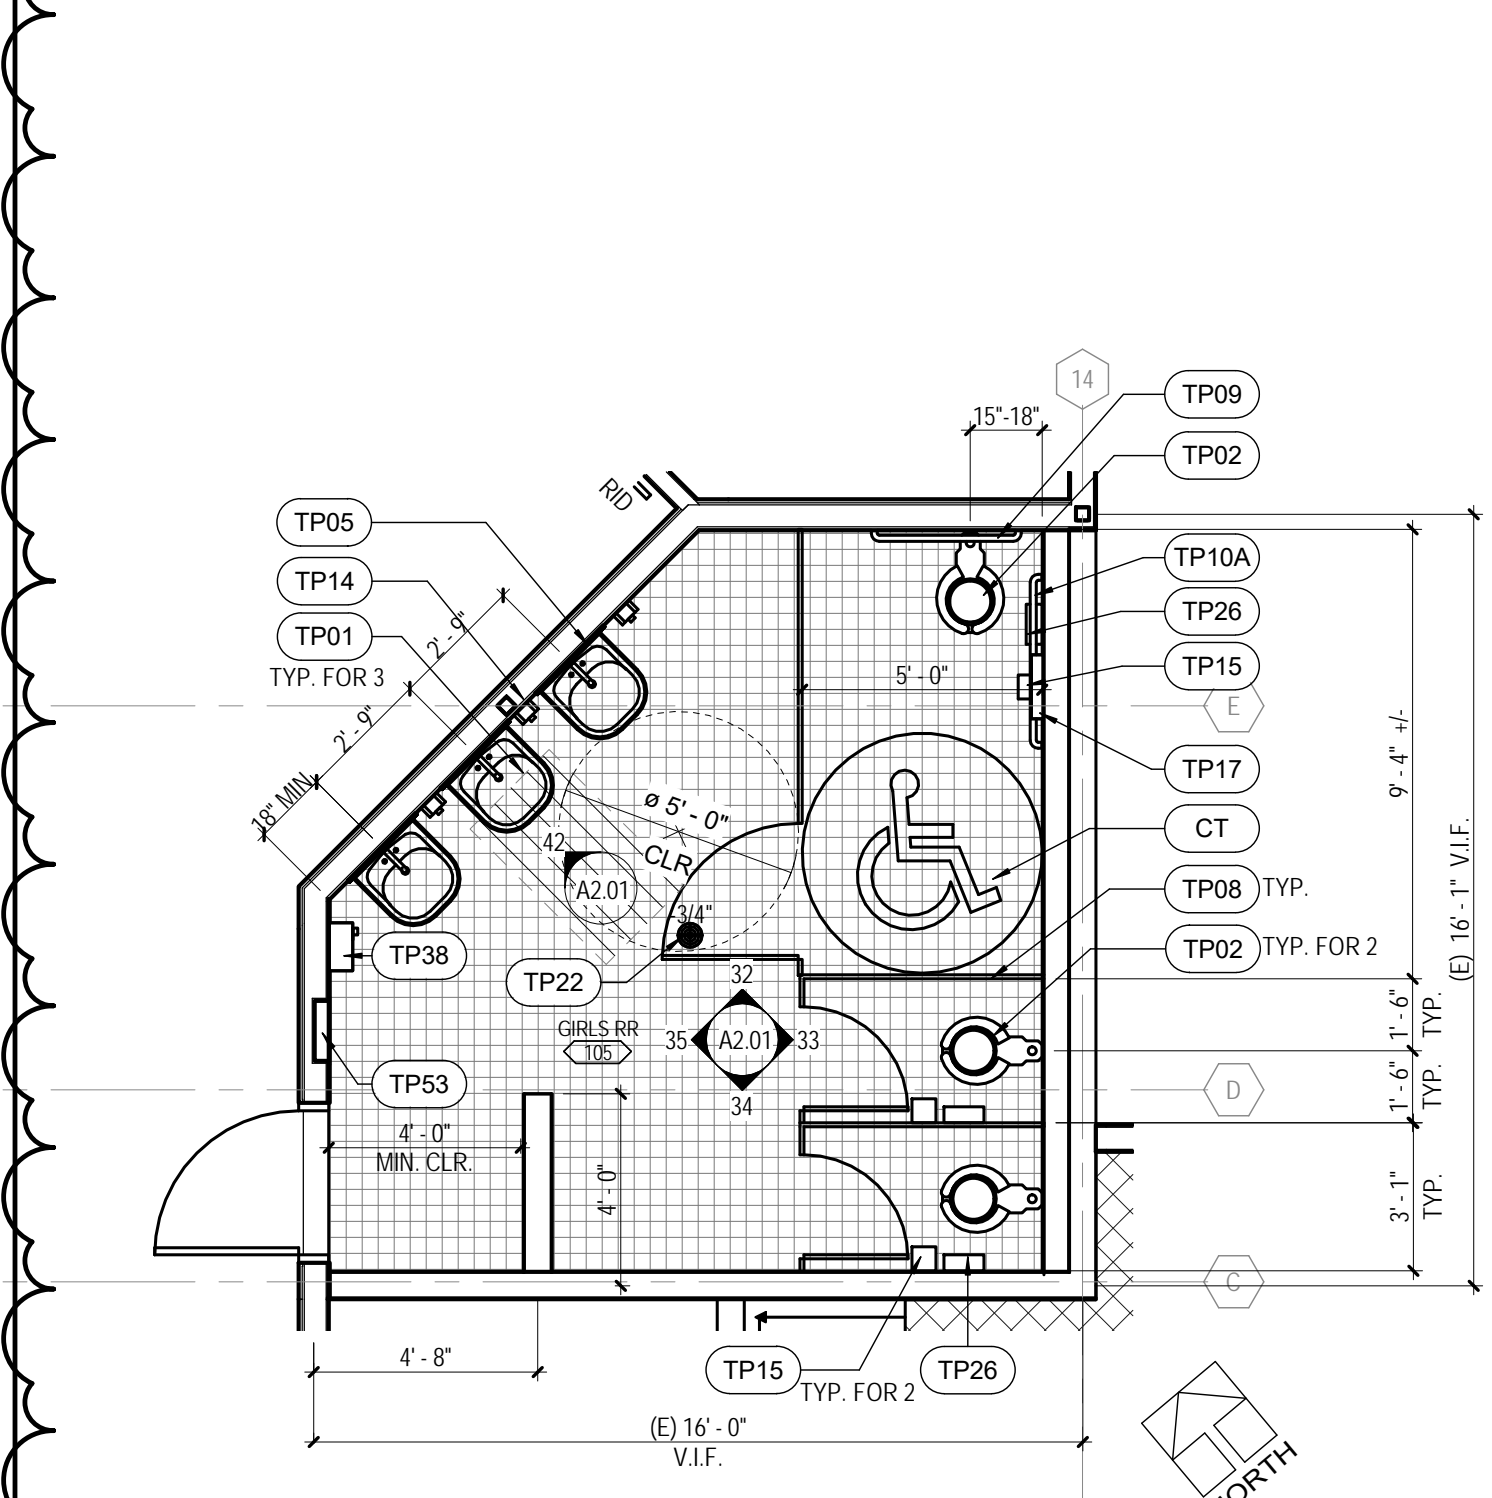 14
TP09
15"-18"
TP02
RID
TP05
TP10A
TP14
TP26
2' - 9"
TP01
TYP. FOR 3
TP15
5' - 0"
E
2' - 9"
9' - 4" +/-
TP17
18" MIN
ø 5' - 0"
CLR
CT
42
A2.01
(E) 16' - 1" V.I.F.
TP08 TYP.
3/4"
TP02 TYP. FOR 2
TP38
TP22
32
1' - 6"
TYP.
GIRLS RR
105
35 A2.01 33
TP53
34
D
1' - 6"
TYP.
4' - 0"
MIN. CLR.
4' - 0"
3' - 1"
TYP.
C
4' - 8"
TP15
TYP. FOR 2
TP26
(E) 16' - 0"
V.I.F.